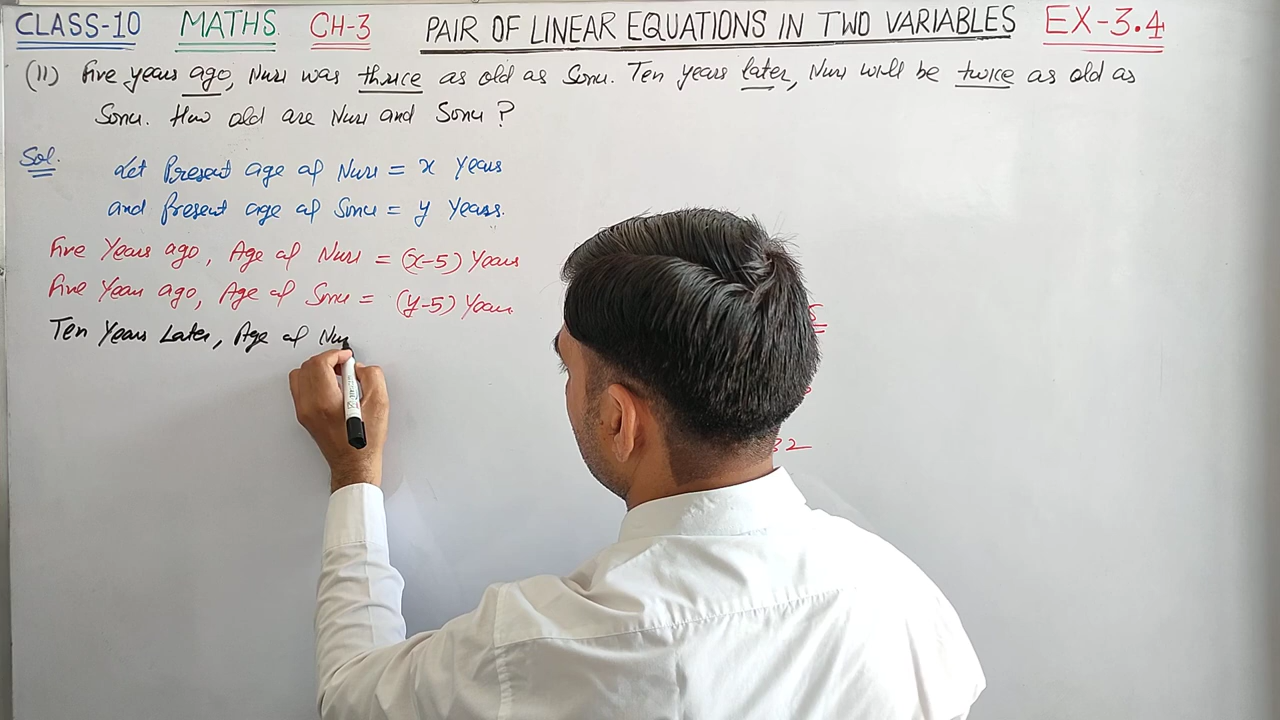 CLASS-10 MATHS CH-3 PAIR OF LINEAR EQUATIONS IN TWO VARIABLES EX-3.4
(II) Five years ago, Nuri was thrice as old as Sonu. Ten years later, Nuri will be twice as old as
Sonu. How old are Nuri and Sonu ?
Sol. Let Present age of Nuri = x Years
and Present age of Sonu = y Years.
Five Years ago, Age of Nuri = (x-5) Years
Five Years ago, Age of Sonu = (y-5) Years
Ten Years Later, Age of Nuri
32